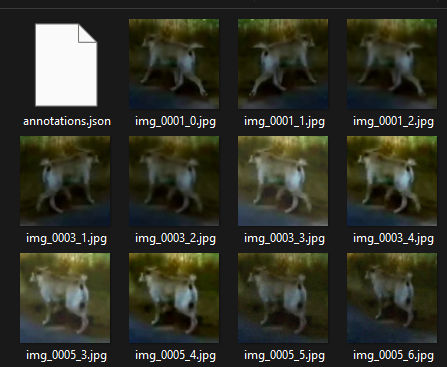 annotations.json
img_0001_0.jpg
img_0001_1.jpg
img_0001_2.jpg
img_0003_1.jpg
img_0003_2.jpg
img_0003_3.jpg
img_0003_4.jpg
img_0005_3.jpg
img_0005_4.jpg
img_0005_5.jpg
img_0005_6.jpg